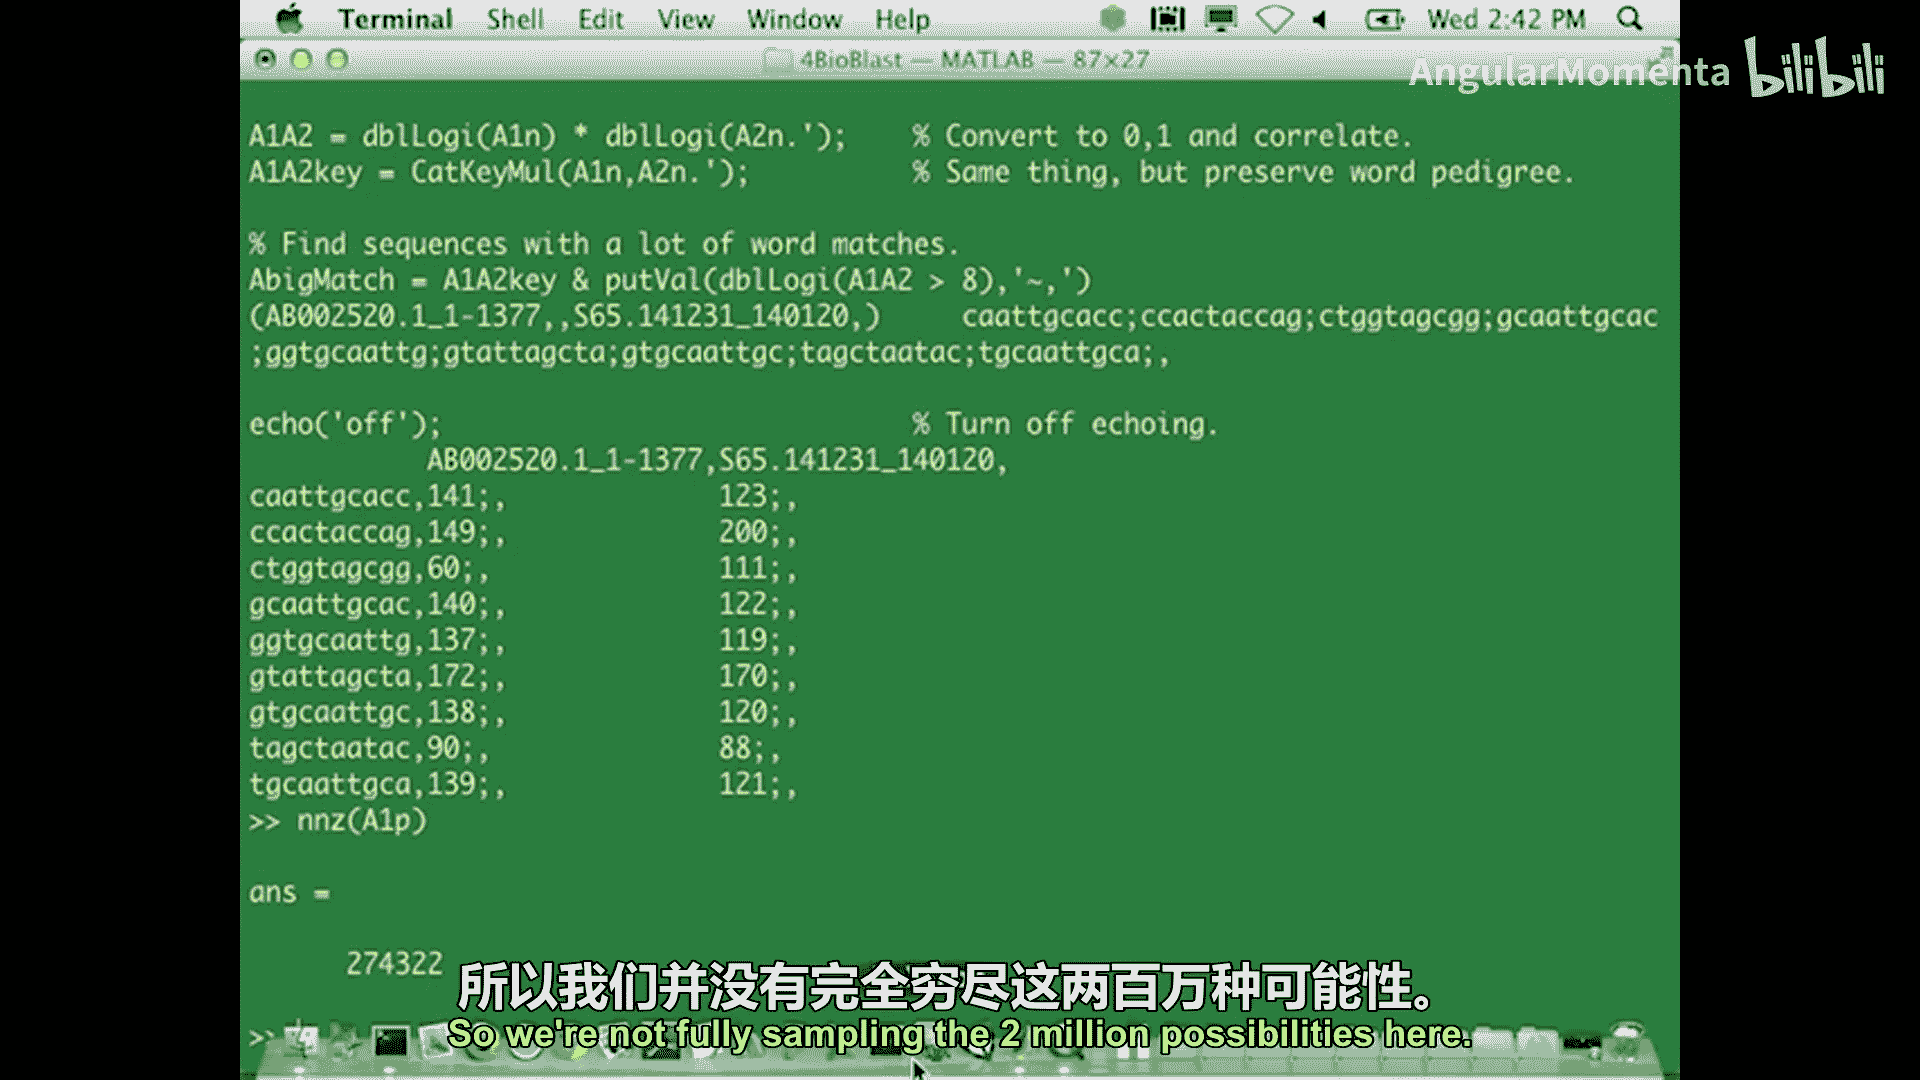 Terminal Shell Edit View Window Help Wed 2:42 PM
4BioBlast — MATLAB — 87×27
AngularMomenta bilibili
A1A2 = dblLogi(A1n) * dblLogi(A2n.'); % Convert to 0,1 and correlate.
A1A2key = CatKeyMul(A1n,A2n.'); % Same thing, but preserve word pedigree.
% Find sequences with a lot of word matches.
AbigMatch = A1A2key & putVal(dblLogi(A1A2 > 8),'~,')
(AB002520.1_1-1377,,S65.141231_140120,) caattgcacc;ccactaccag;ctggtagcgg;gcaattgcac
;ggtgcaattg;gtattagcta;gtgcaattgc;tagctaatac;tgcaattgca;,
echo('off'); % Turn off echoing.
AB002520.1_1-1377,S65.141231_140120,
caattgcacc,141;, 123;,
ccactaccag,149;, 200;,
ctggtagcgg,60;, 111;,
gcaattgcac,140;, 122;,
ggtgcaattg,137;, 119;,
gtattagcta,172;, 170;,
gtgcaattgc,138;, 120;,
tagctaatac,90;, 88;,
tgcaattgca,139;, 121;,
>> nnz(A1p)
ans =
274322
所以我们并没有完全穷尽这两百万种可能性。
>>
So we're not fully sampling the 2 million possibilities here.